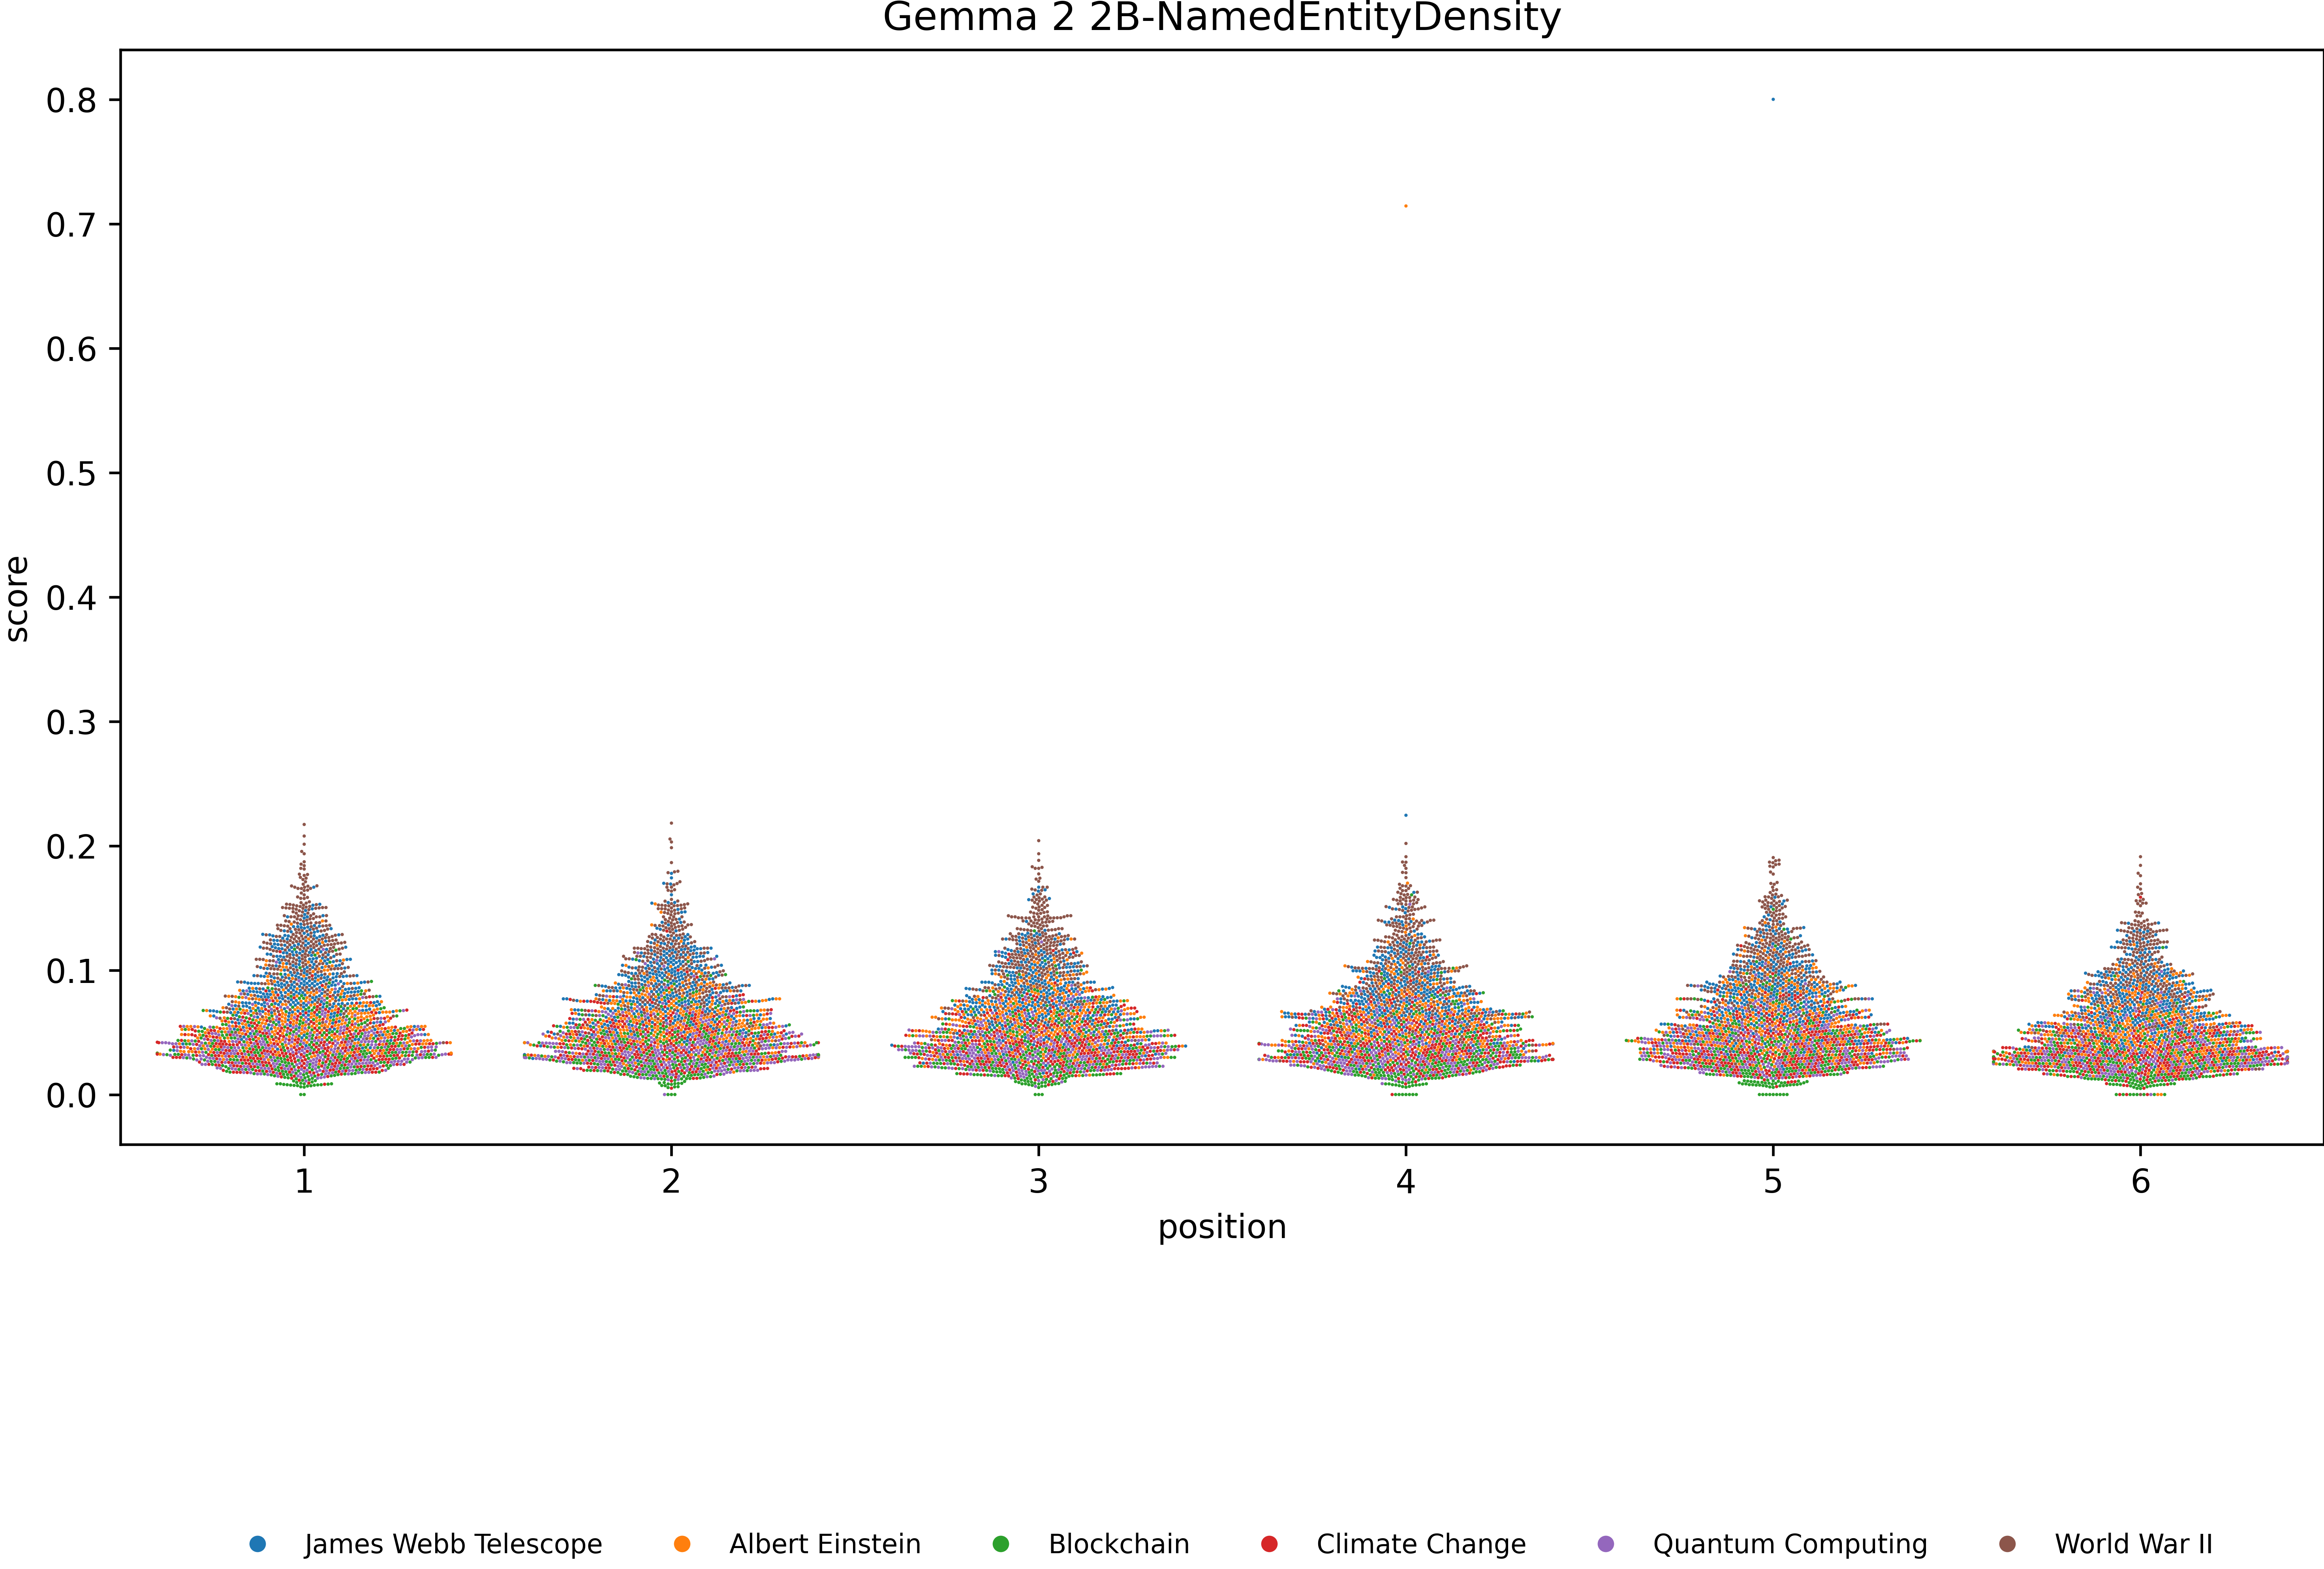 Gemma 2 2B-NamedEntityDensity
0.8
0.7
0.6
0.5
0.4
0.3
0.2
0.1
0.0
score
1 2 3 4 5 6
position
James Webb Telescope Albert Einstein Blockchain Climate Change Quantum Computing World War II